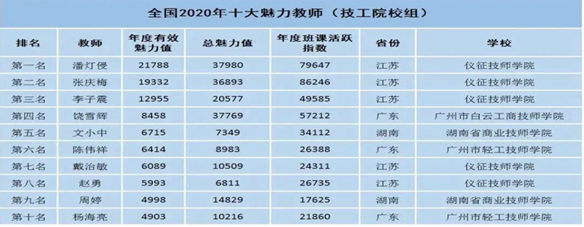 全国2020年十大魅力教师（技工院校组）
排名 教师 年度有效魅力值 总魅力值 年度班课活跃指数 省份 学校
第一名 潘灯侵 21788 37980 79647 江苏 仪征技师学院
第二名 张庆梅 19332 36893 86246 江苏 仪征技师学院
第三名 李子震 12955 20577 49585 江苏 仪征技师学院
第四名 饶雪辉 8458 37769 57212 广东 广州市白云工商技师学院
第五名 文小中 6715 7349 34112 湖南 湖南省商业技师学院
第六名 陈伟祥 6414 8983 26388 广东 广州市轻工技师学院
第七名 戴治敏 6089 10509 24311 江苏 仪征技师学院
第八名 赵勇 5993 6811 26735 江苏 仪征技师学院
第九名 周婷 4998 14829 17625 湖南 湖南省商业技师学院
第十名 杨海亮 4903 10216 21860 广东 广州市轻工技师学院